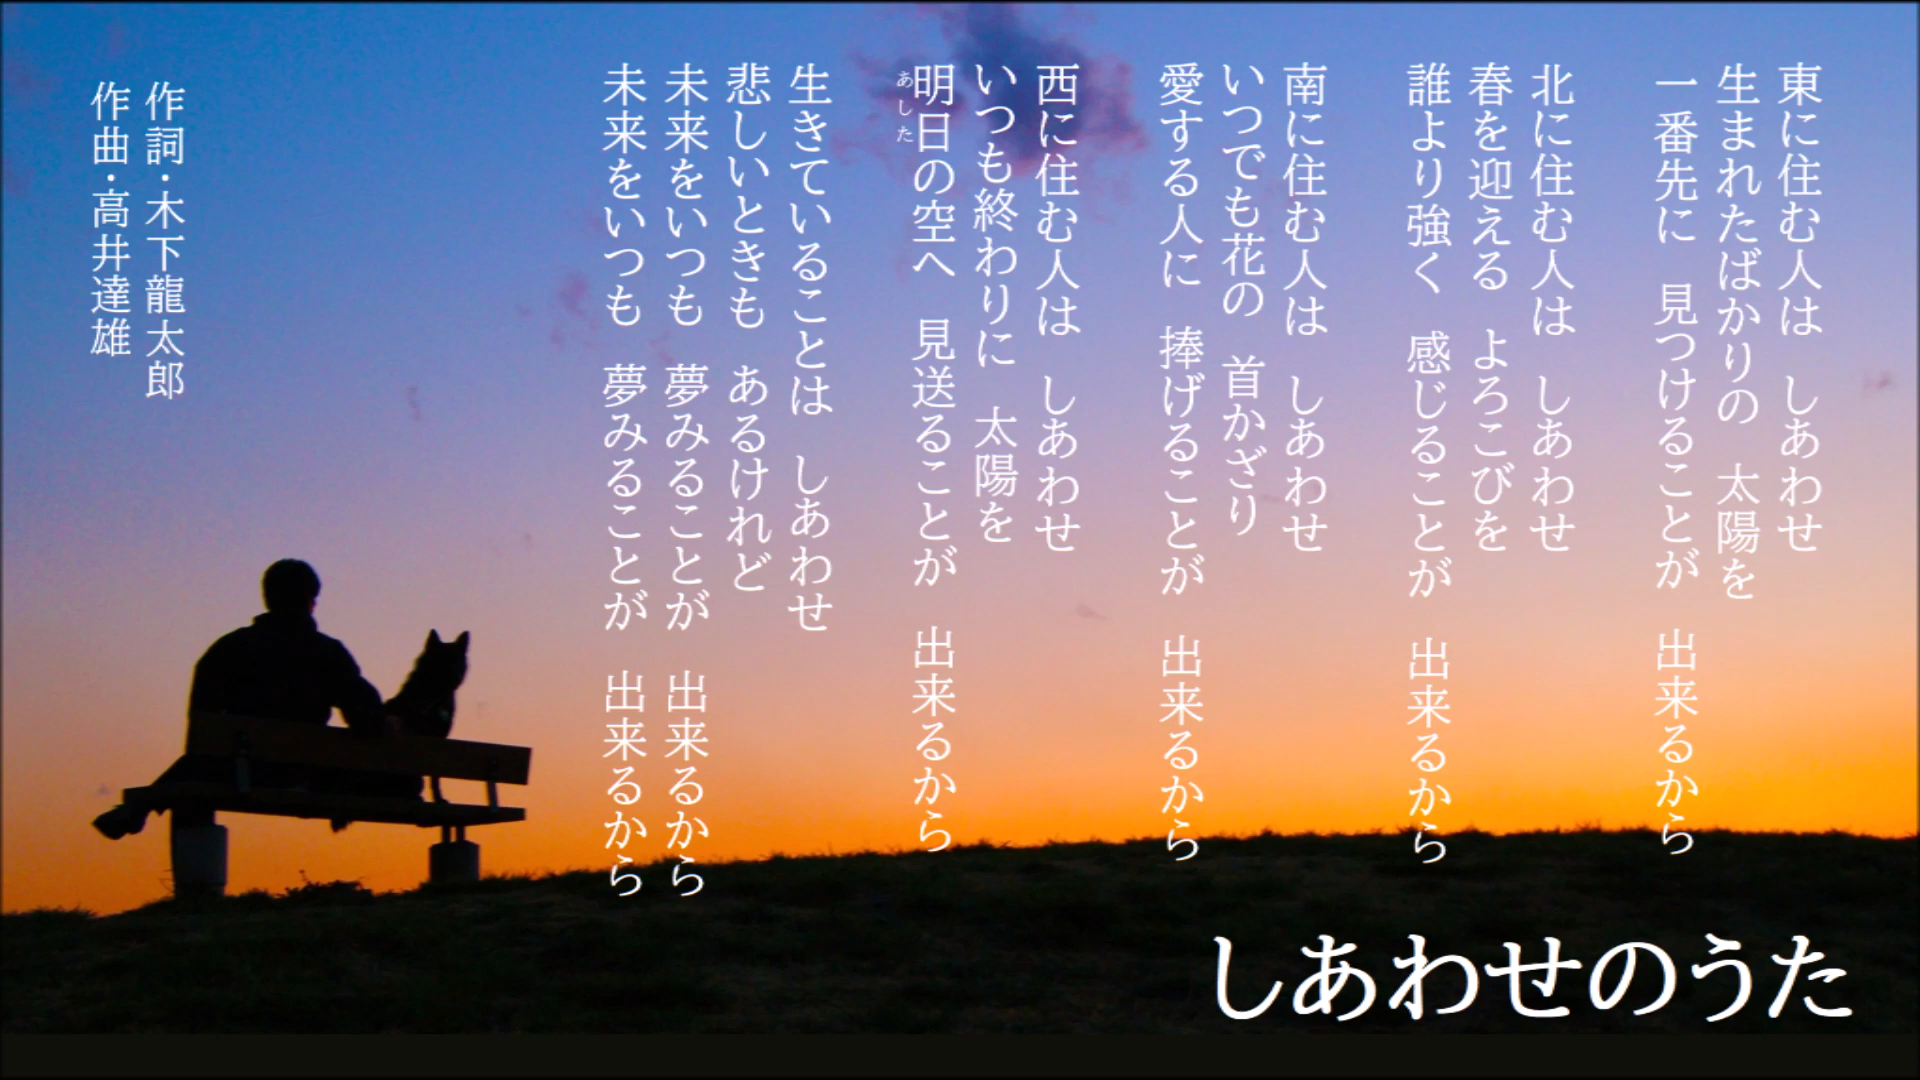 東に住む人は　しあわせ
生まれたばかりの　太陽を
一番先に　見つけることが　出来るから
北に住む人は　しあわせ
春を迎える　よろこびを
誰より強く　感じることが　出来るから
南に住む人は　しあわせ
いつでも花の　首かざり
愛する人に　捧げることが　出来るから
西に住む人は　しあわせ
いつも終わりに　太陽を
明日の空へ　見送ることが　出来るから
あした
生きていることは　しあわせ
悲しいときも　あるけれど
未来をいつも　夢みることが　出来るから
未来をいつも　夢みることが　出来るから
作詞・木下龍太郎
作曲・高井達雄
しあわせのうた